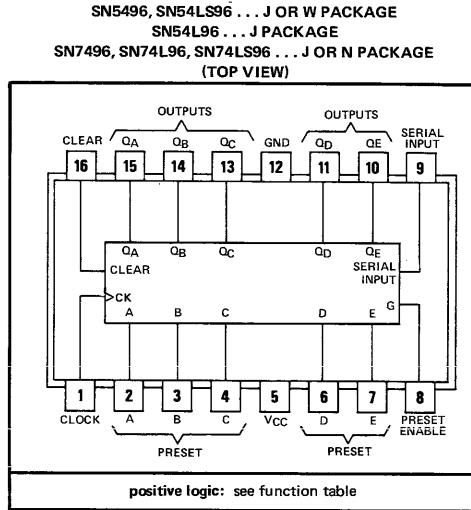 SN5496, SN54LS96 . . . J OR W PACKAGE
SN54L96 . . . J PACKAGE
SN7496, SN74L96, SN74LS96 . . . J OR N PACKAGE
(TOP VIEW)
OUTPUTS OUTPUTS
CLEAR QA QB QC GND QD QE SERIAL INPUT
16 15 14 13 12 11 10 9
QA QB QC QD QE
CLEAR SERIAL INPUT
CK G
A B C D E
1 2 3 4 5 6 7 8
CLOCK A B C VCC D E PRESET ENABLE
PRESET PRESET
positive logic: see function table